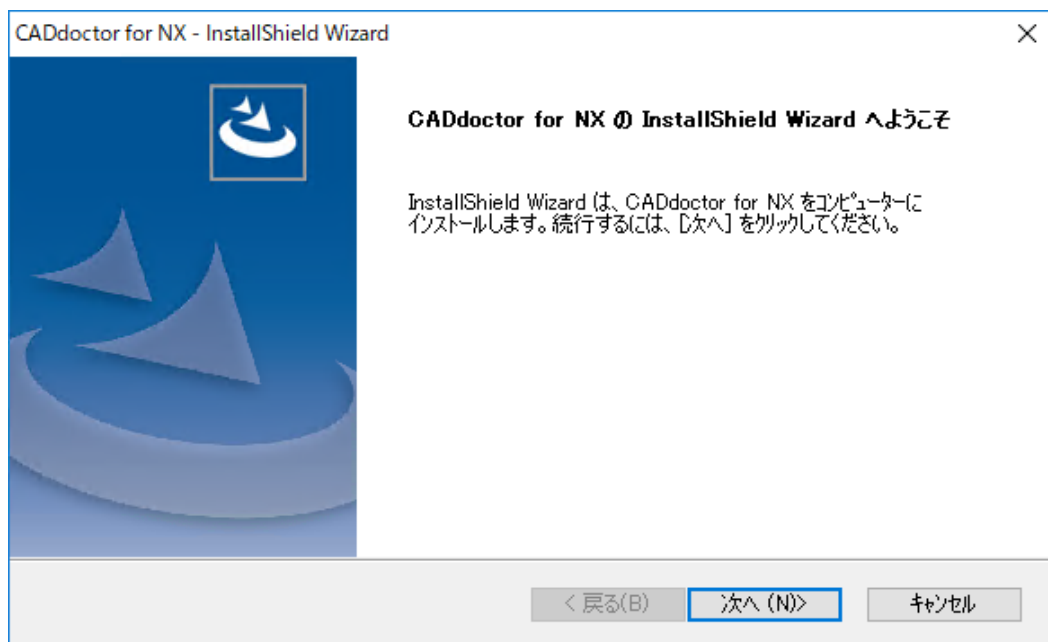 CADdoctor for NX - InstallShield Wizard
CADdoctor for NX の InstallShield Wizard へようこそ
InstallShield Wizard は、CADdoctor for NX をコンピューターに
インストールします。続行するには、[次へ] をクリックしてください。
< 戻る(B)
次へ (N)>
キャンセル